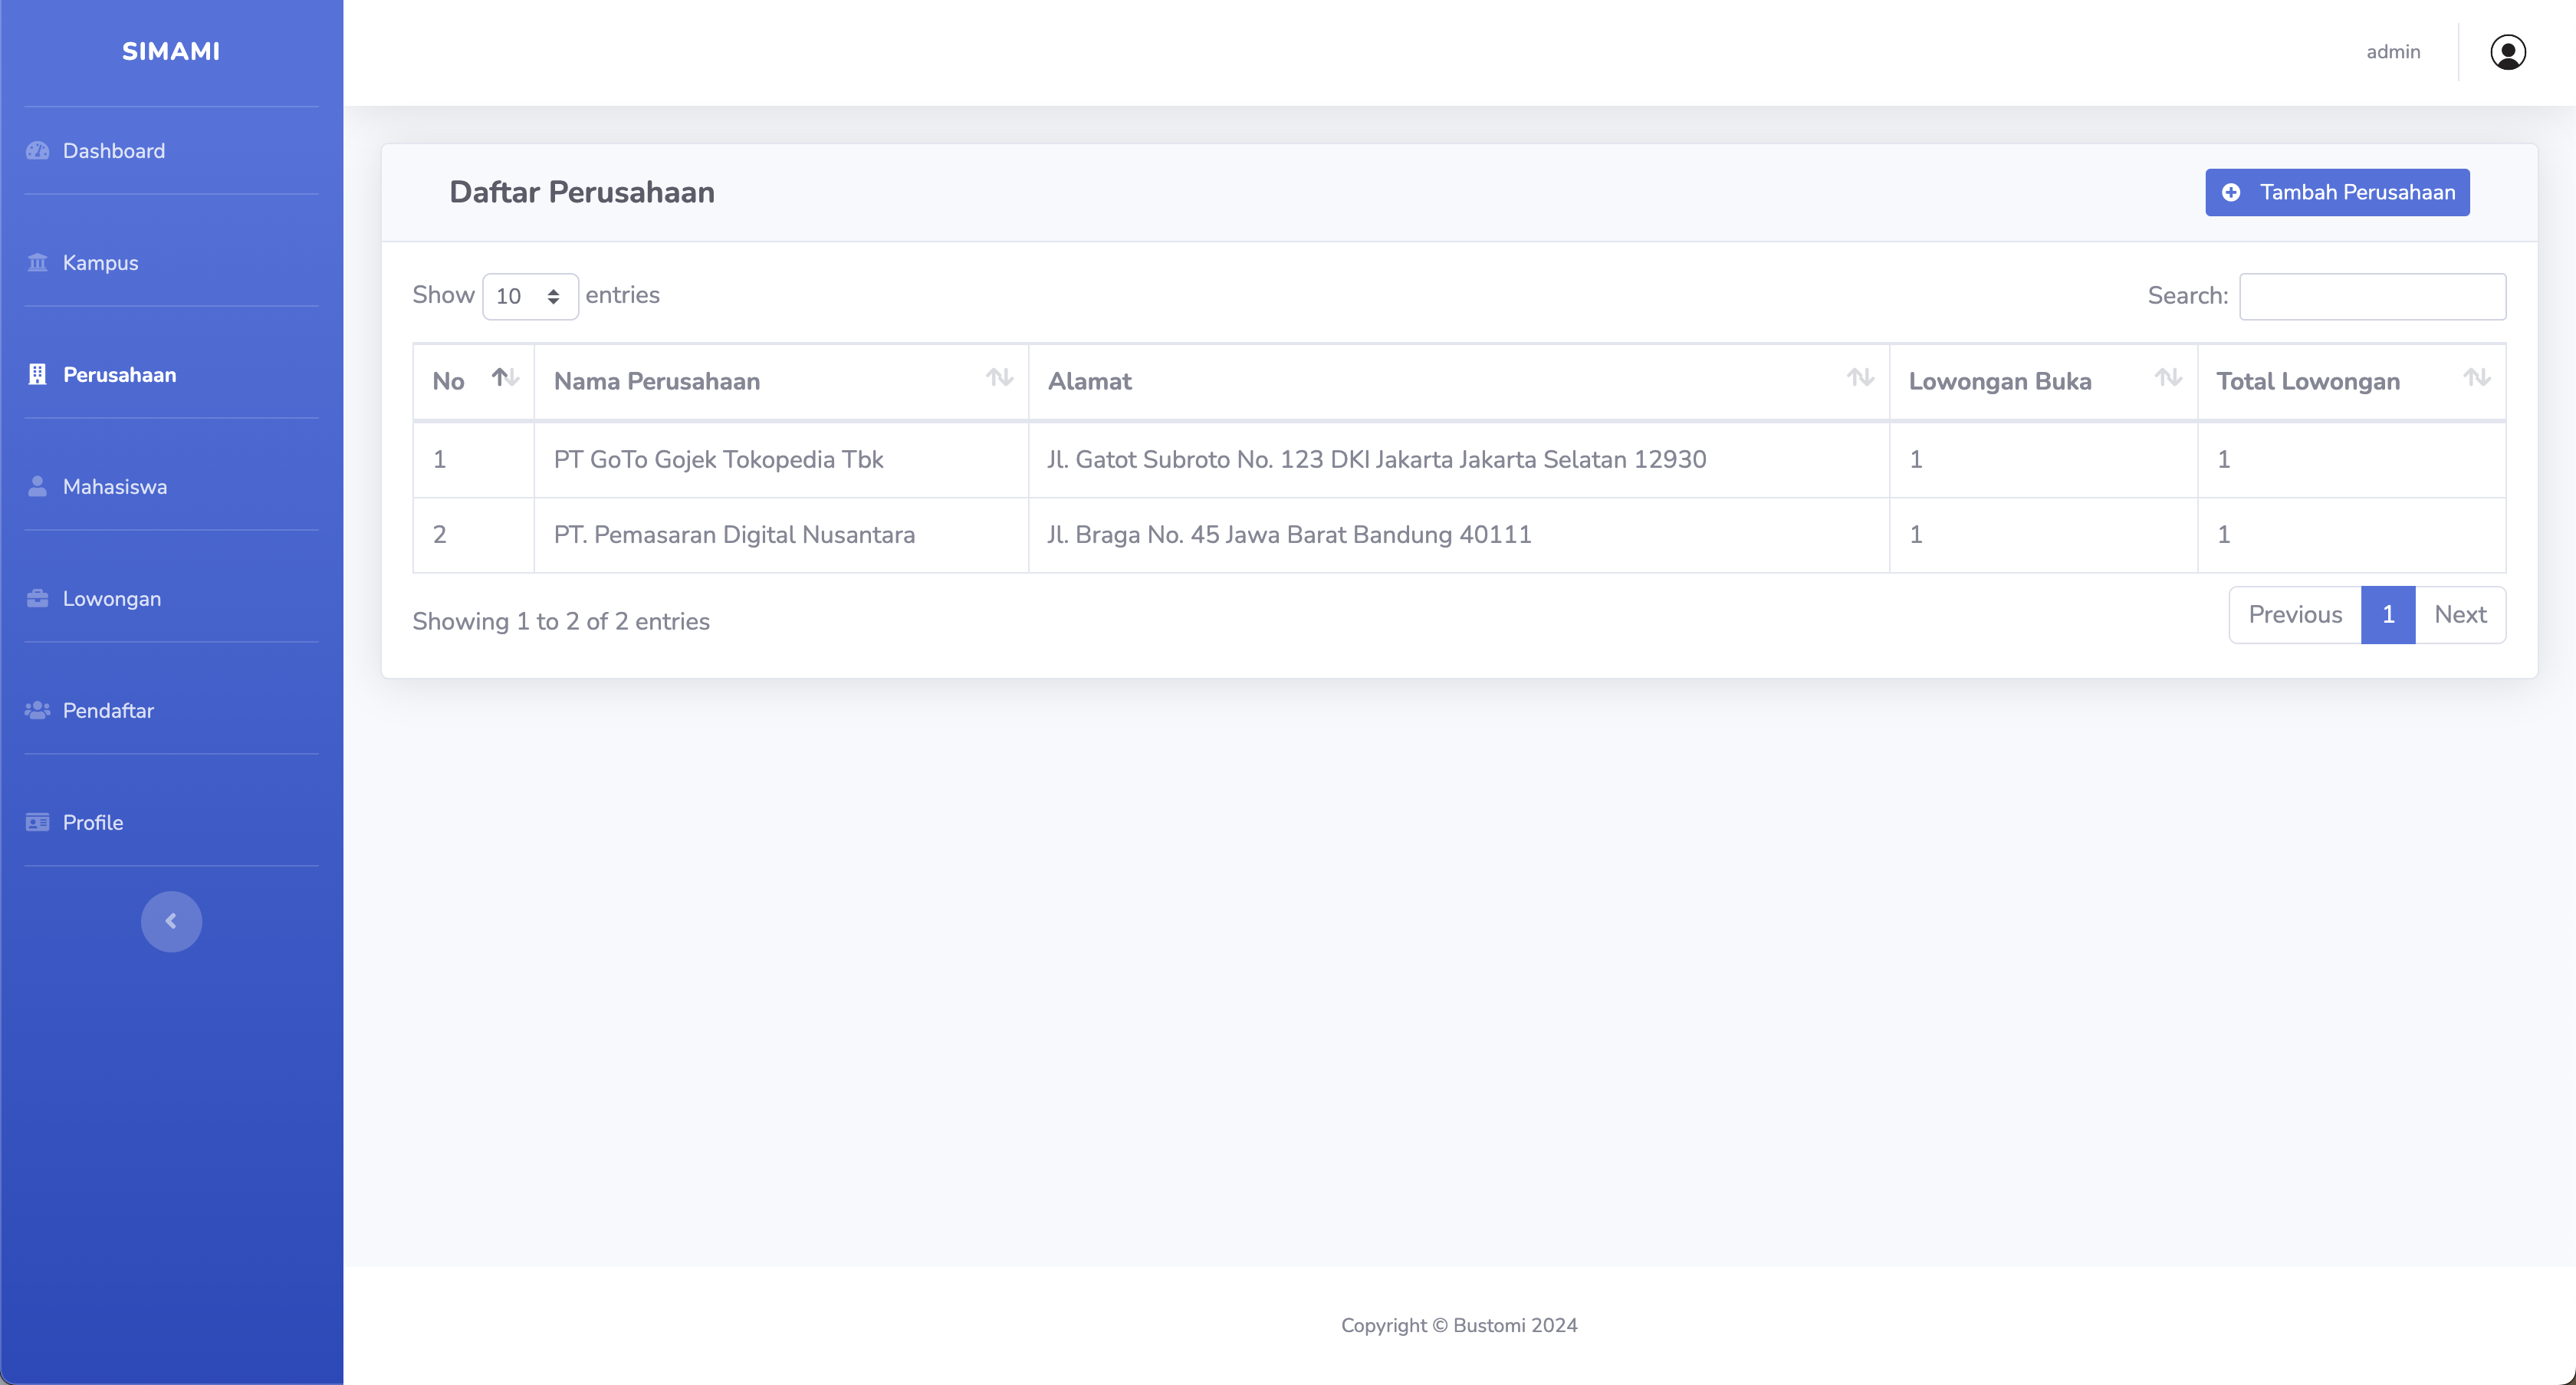 SIMAMI
Dashboard
Kampus
Perusahaan
Mahasiswa
Lowongan
Pendaftar
Profile
admin
Daftar Perusahaan
Tambah Perusahaan
Show 10 entries
Search:
No Nama Perusahaan Alamat Lowongan Buka Total Lowongan
1 PT GoTo Gojek Tokopedia Tbk Jl. Gatot Subroto No. 123 DKI Jakarta Jakarta Selatan 12930 1 1
2 PT. Pemasaran Digital Nusantara Jl. Braga No. 45 Jawa Barat Bandung 40111 1 1
Showing 1 to 2 of 2 entries
Previous 1 Next
Copyright © Bustomi 2024